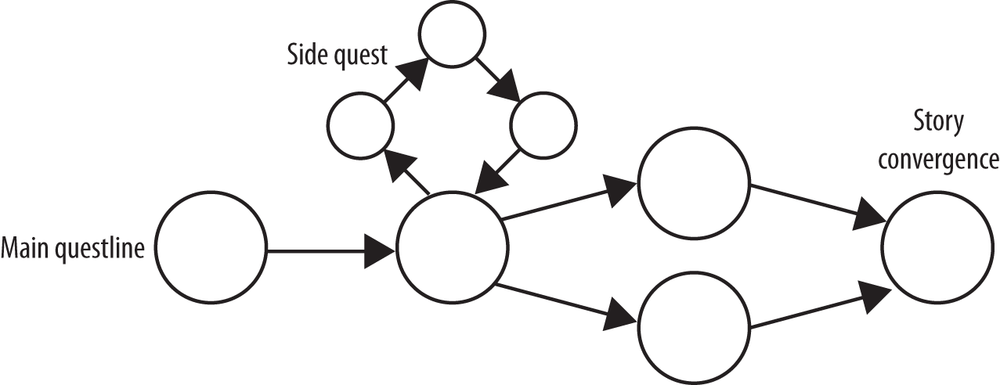 Side quest
Story
convergence
Main questline